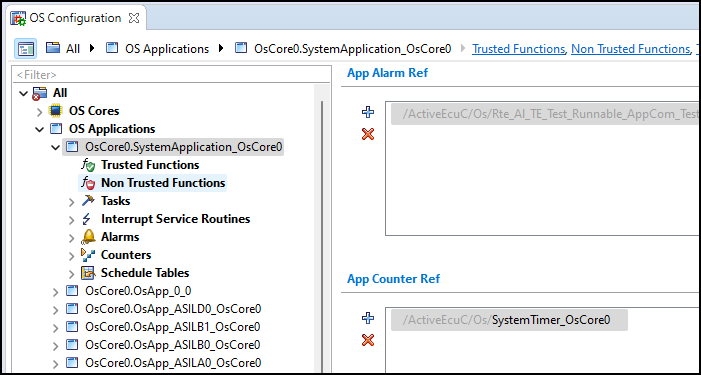 OS Configuration
All OS Applications OsCore0.SystemApplication_OsCore0 Trusted Functions, Non Trusted Functions,
<Filter>
All
OS Cores
OS Applications
OsCore0.SystemApplication_OsCore0
Trusted Functions
Non Trusted Functions
Tasks
Interrupt Service Routines
Alarms
Counters
Schedule Tables
OsCore0.OsApp_0_0
OsCore0.OsApp_ASILD0_OsCore0
OsCore0.OsApp_ASILB1_OsCore0
OsCore0.OsApp_ASILB0_OsCore0
OsCore0.OsApp_ASILA0_OsCore0
App Alarm Ref
/ActiveEcuC/Os/Rte_Al_TE_Test_Runnable_AppCom_Test
App Counter Ref
/ActiveEcuC/Os/SystemTimer_OsCore0